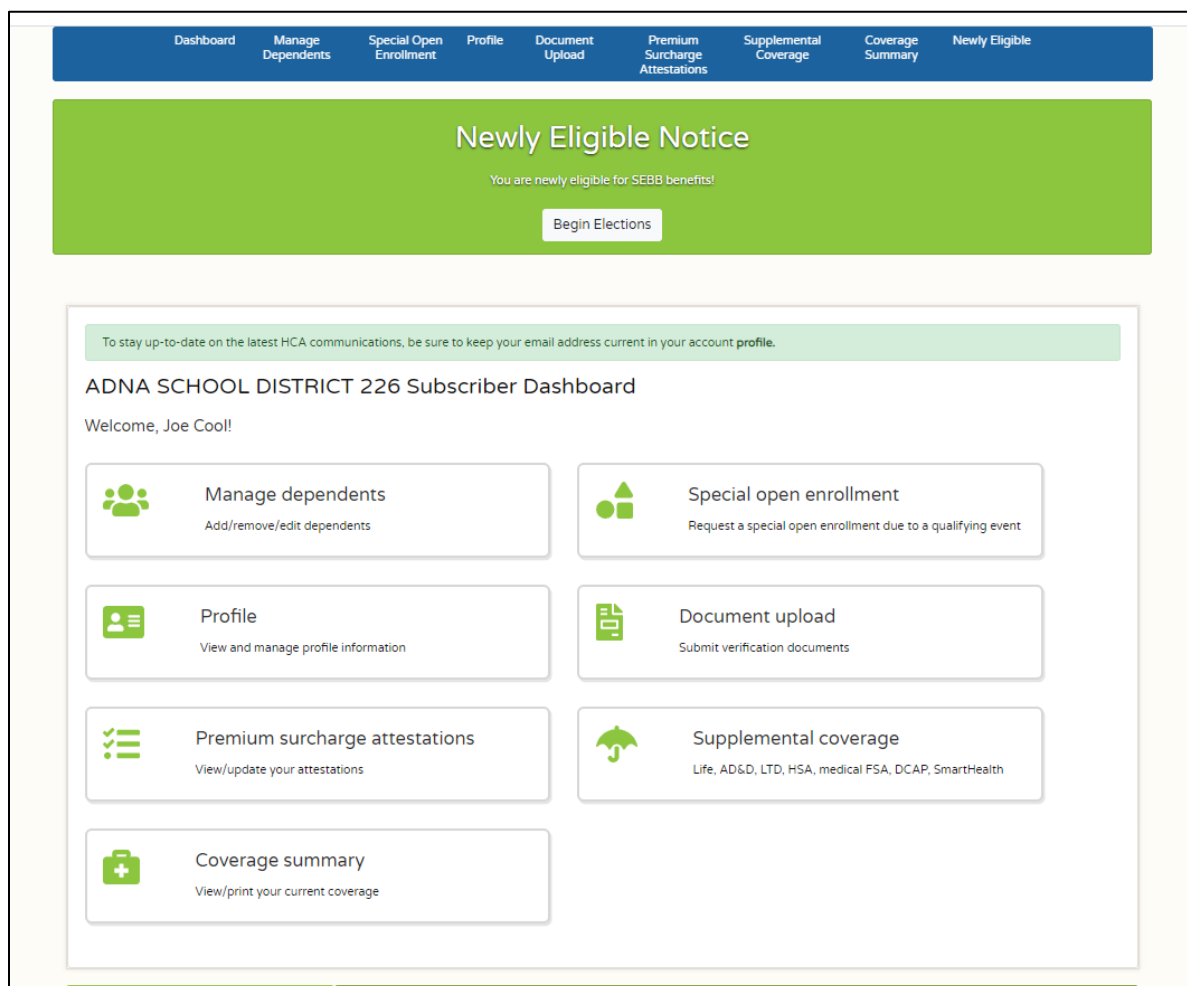 Dashboard
Manage
Dependents
Special Open
Enrollment
Profile
Document
Upload
Premium
Surcharge
Attestations
Supplemental
Coverage
Coverage
Summary
Newly Eligible
Newly Eligible Notice
You are newly eligible for SEBB benefits!
Begin Elections
To stay up-to-date on the latest HCA communications, be sure to keep your email address current in your account profile.
ADNA SCHOOL DISTRICT 226 Subscriber Dashboard
Welcome, Joe Cool!
Manage dependents
Add/remove/edit dependents
Special open enrollment
Request a special open enrollment due to a qualifying event
Profile
View and manage profile information
Document upload
Submit verification documents
Premium surcharge attestations
View/update your attestations
Supplemental coverage
Life, AD&D, LTD, HSA, medical FSA, DCAP, SmartHealth
Coverage summary
View/print your current coverage